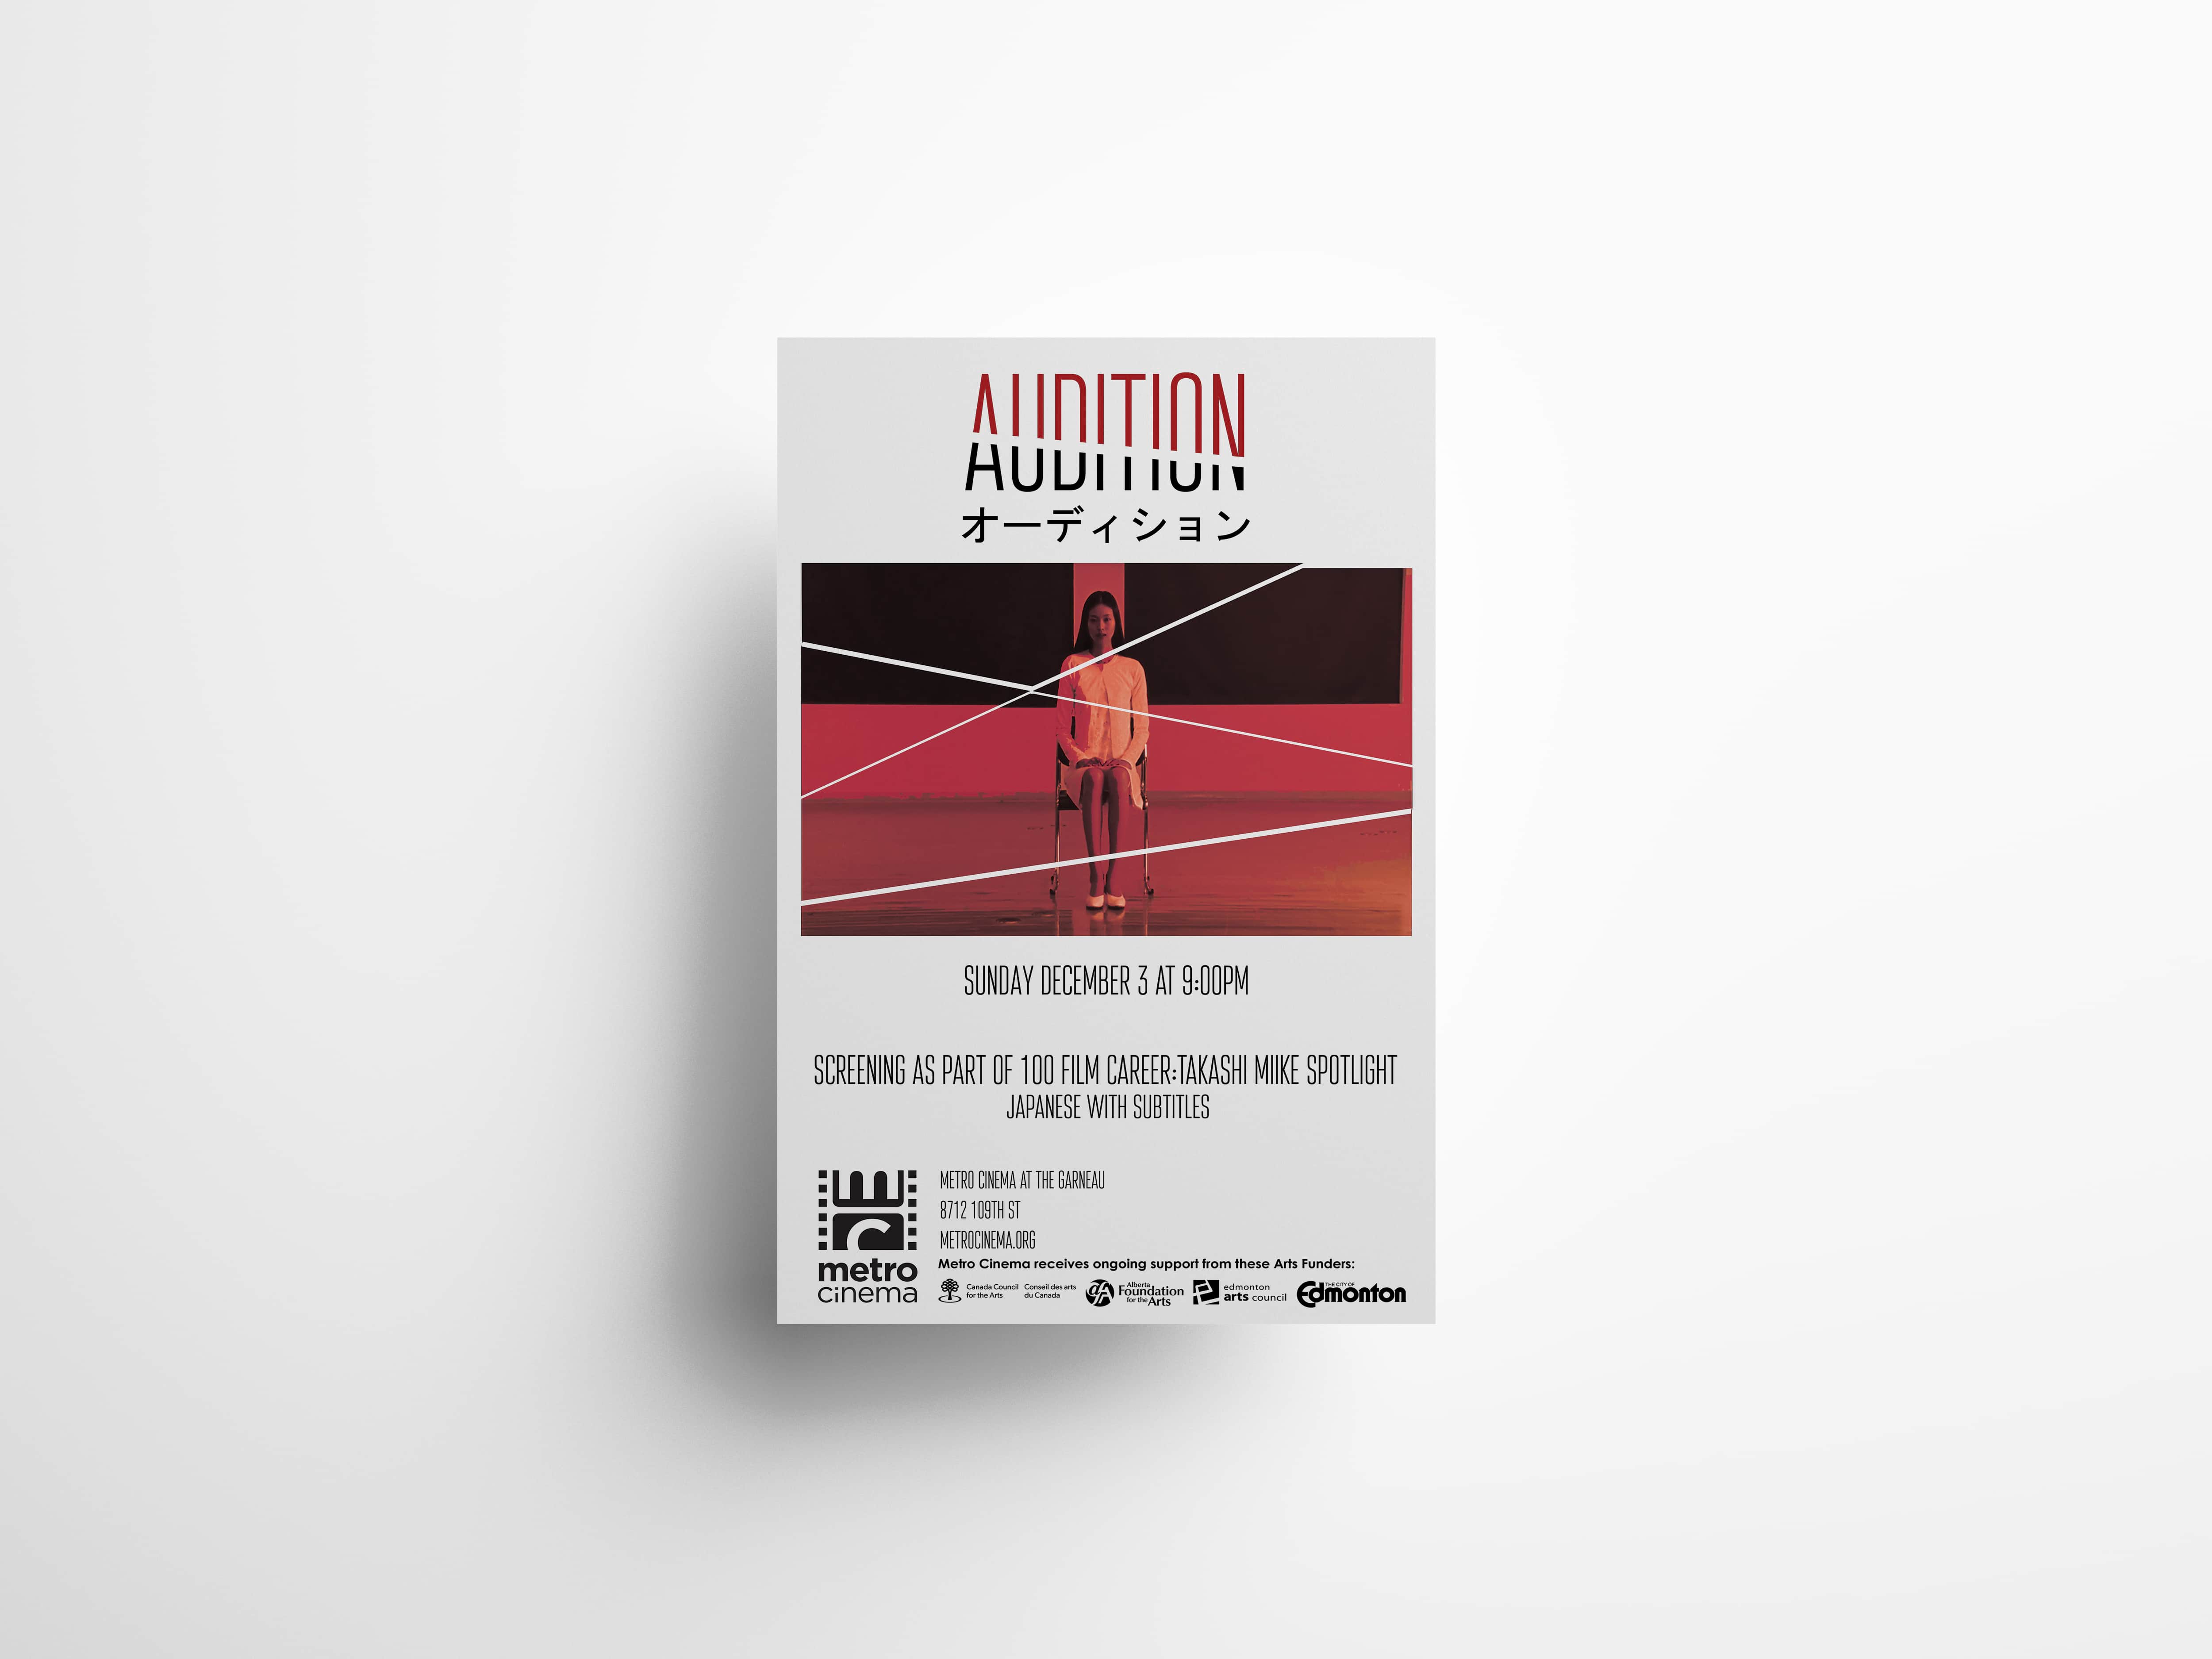 AUDITION
オーディション
SUNDAY DECEMBER 3 AT 9:00PM
SCREENING AS PART OF 100 FILM CAREER:TAKASHI MIIKE SPOTLIGHT
JAPANESE WITH SUBTITLES
METRO CINEMA AT THE GARNEAU
8712 109TH ST
METROCINEMA.ORG
mc
metro
cinema
Metro Cinema receives ongoing support from these Arts Funders:
Canada Council for the Arts
Conseil des arts du Canada
Alberta
Foundation
for the Arts
edmonton
arts council
THE CITY OF
Edmonton